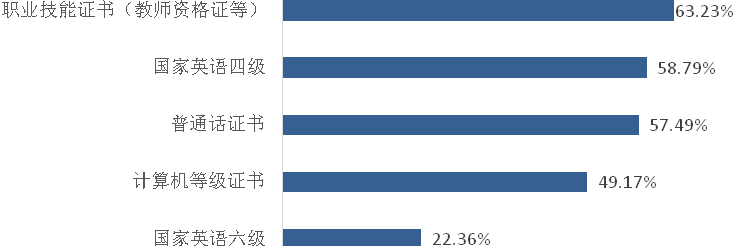 职业技能证书（教师资格证等） 63.23%
国家英语四级 58.79%
普通话证书 57.49%
计算机等级证书 49.17%
国家英语六级 22.36%